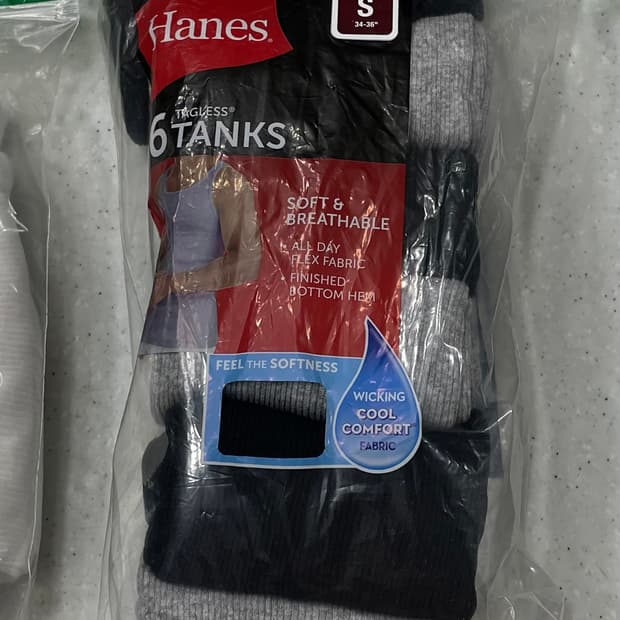 Hanes
S
34-36"
TAGLESS®
6 TANKS
SOFT &
BREATHABLE
• ALL DAY
FLEX FABRIC
• FINISHED
BOTTOM HEM
FEEL THE SOFTNESS
WICKING
COOL
COMFORT
FABRIC